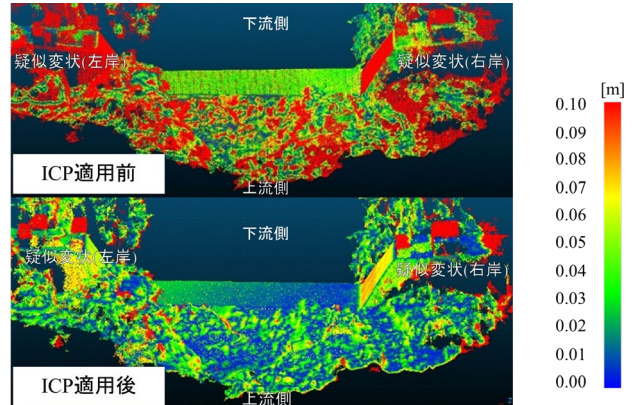 下流側
疑似変状(左岸)
疑似変状(右岸)
ICP適用前
上流側
下流側
疑似変状(左岸)
疑似変状(右岸)
ICP適用後
上流側
[m]
0.10
0.09
0.08
0.07
0.06
0.05
0.04
0.03
0.02
0.01
0.00